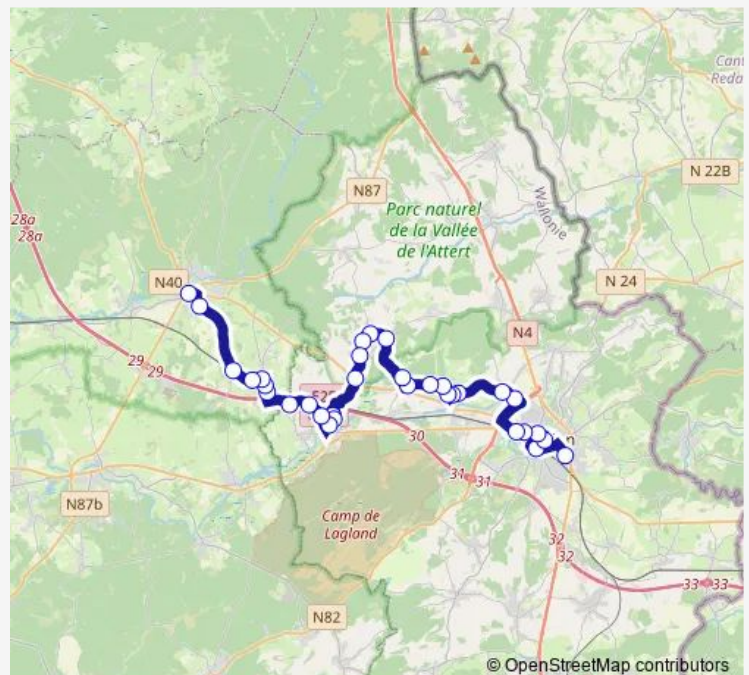 Cant
Reda
N 22B
N87
28a
28a
Parc naturel
de la Vallée
de l'Attert
Wallonie
N40
N 24
N4
29
29
30
n
31
31
N87b
Camp de
Lagland
32
32
33
33
N82
© OpenStreetMap contributors